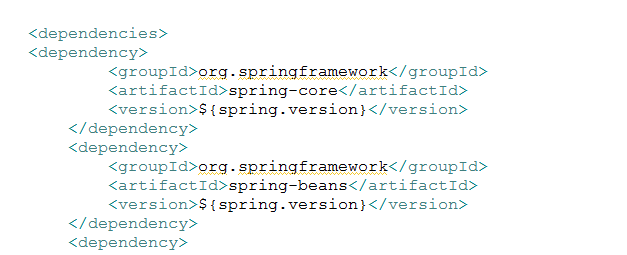 <dependencies>
<dependency>
<groupId>org.springframework</groupId>
<artifactId>spring-core</artifactId>
<version>${spring.version}</version>
</dependency>
<dependency>
<groupId>org.springframework</groupId>
<artifactId>spring-beans</artifactId>
<version>${spring.version}</version>
</dependency>
<dependency>